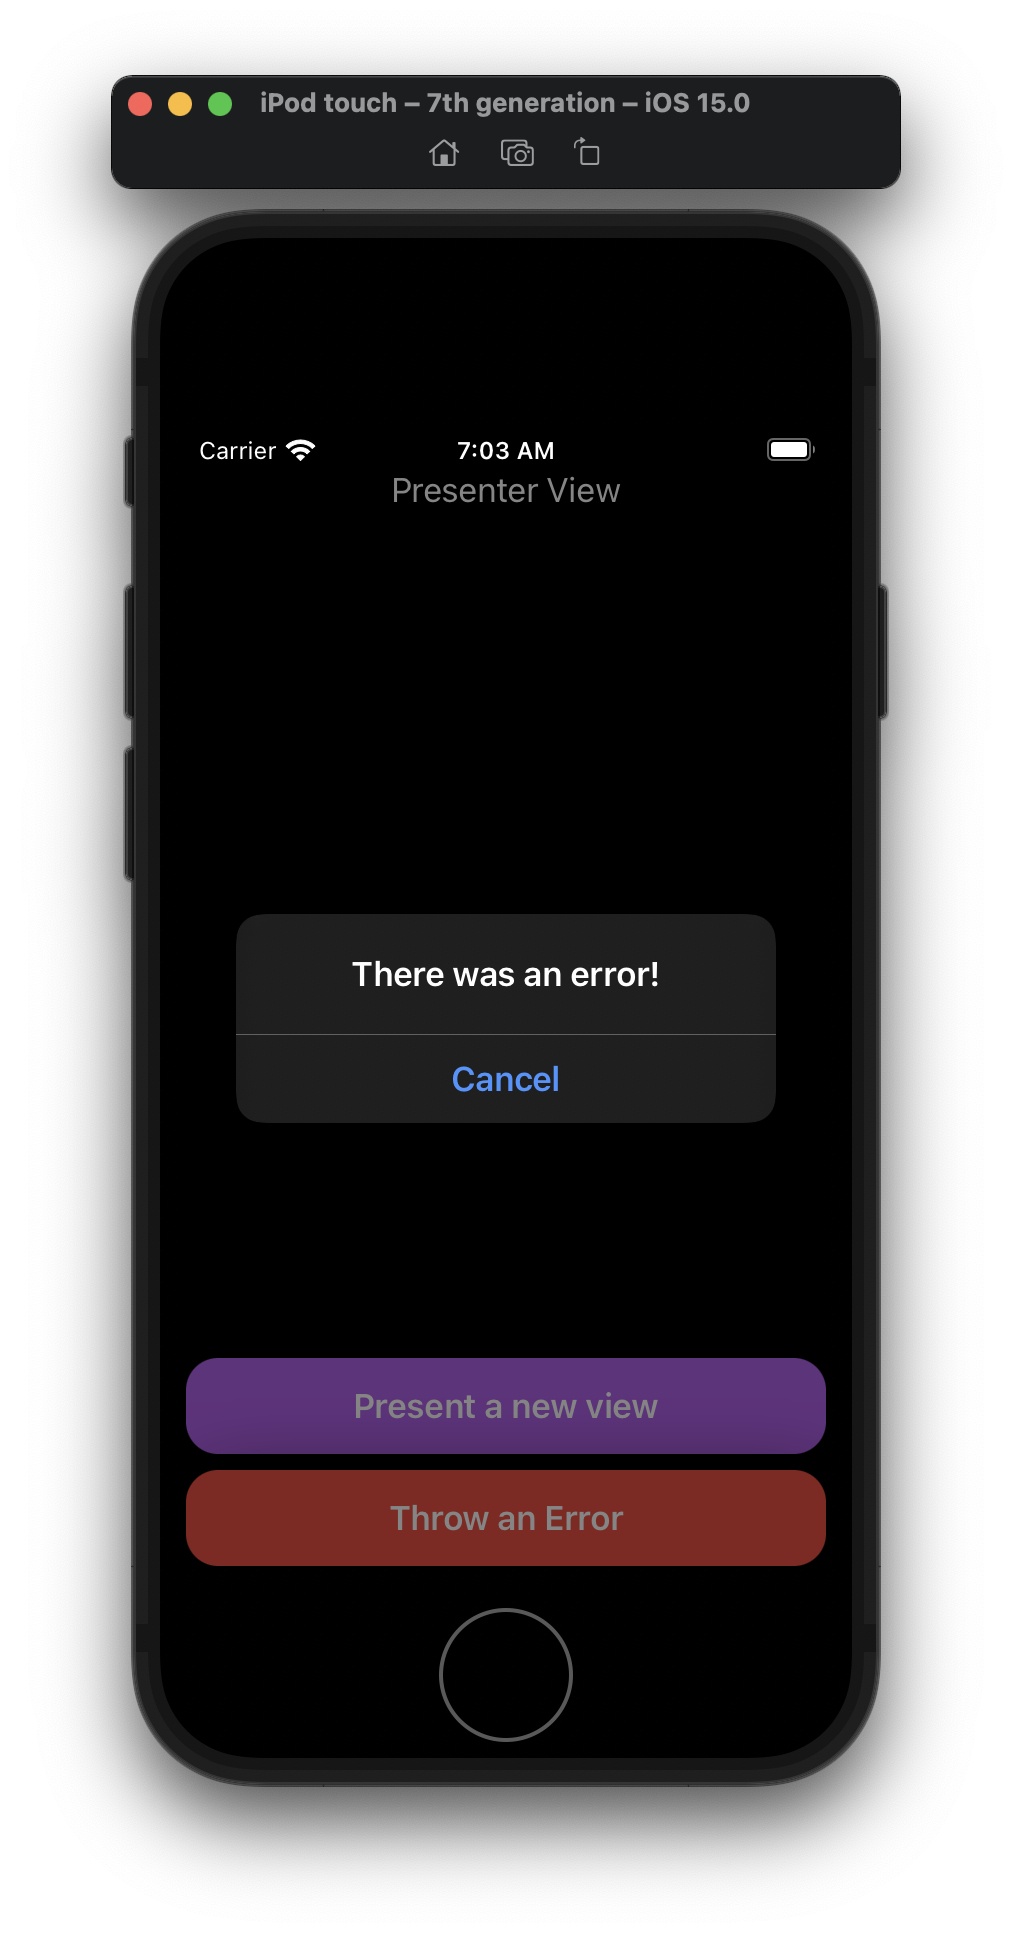 iPod touch – 7th generation – iOS 15.0
Carrier 7:03 AM
Presenter View
There was an error!
Cancel
Present a new view
Throw an Error